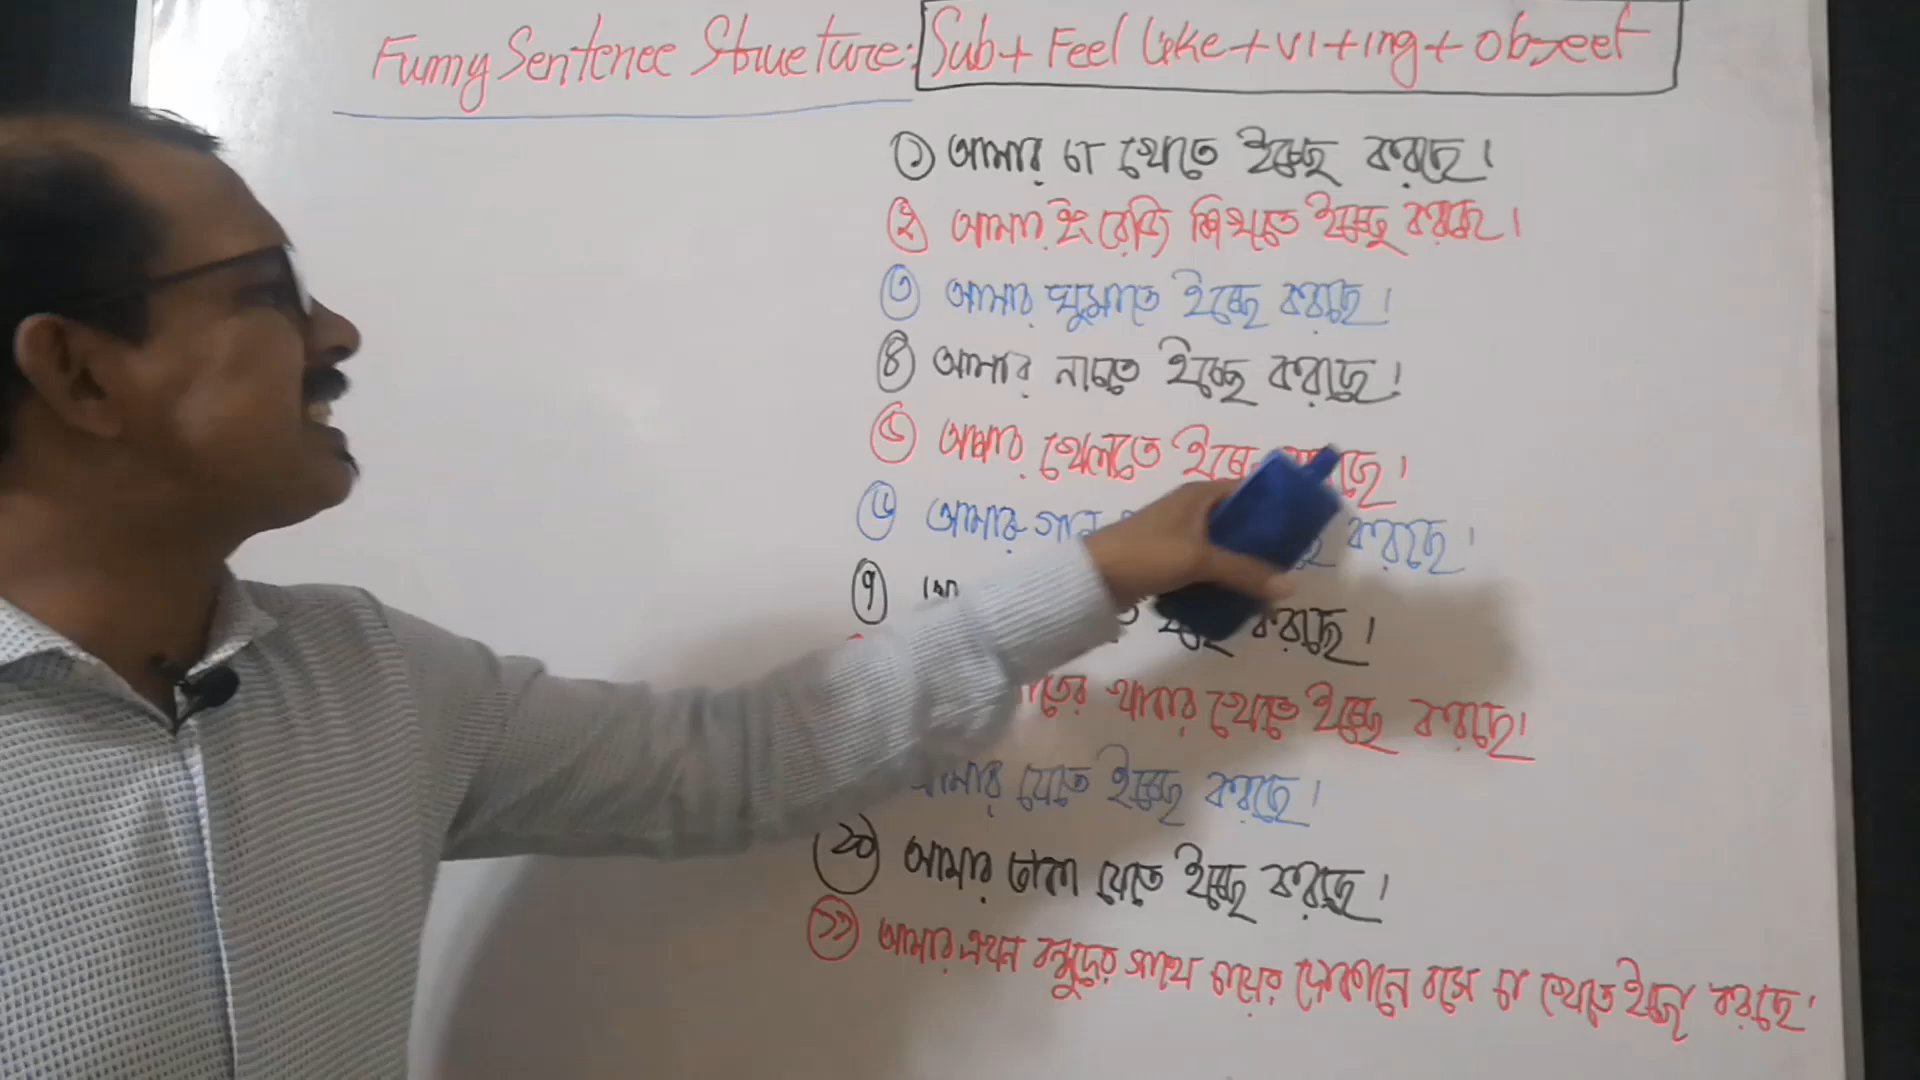 Funny Sentence Structure: Sub + Feel Like + V1 + ing + object
১ আমার চা খেতে ইচ্ছে করছে।
২ আমার ইংরেজি শিখতে ইচ্ছে করছে।
৩ আমার ঘুমাতে ইচ্ছে করছে।
৪ আমার নাচতে ইচ্ছে করছে।
৫ আমার খেলতে ইচ্ছে
৬ আমার গান করছে।
৭ ইচ্ছে করছে।
খাবার খেতে ইচ্ছে করছে।
আমার যেতে ইচ্ছে করছে।
১০ আমার ঢাকা যেতে ইচ্ছে করছে।
১১ আমার এখন বন্ধুদের সাথে চায়ের দোকানে বসে চা খেতে ইচ্ছে করছে।